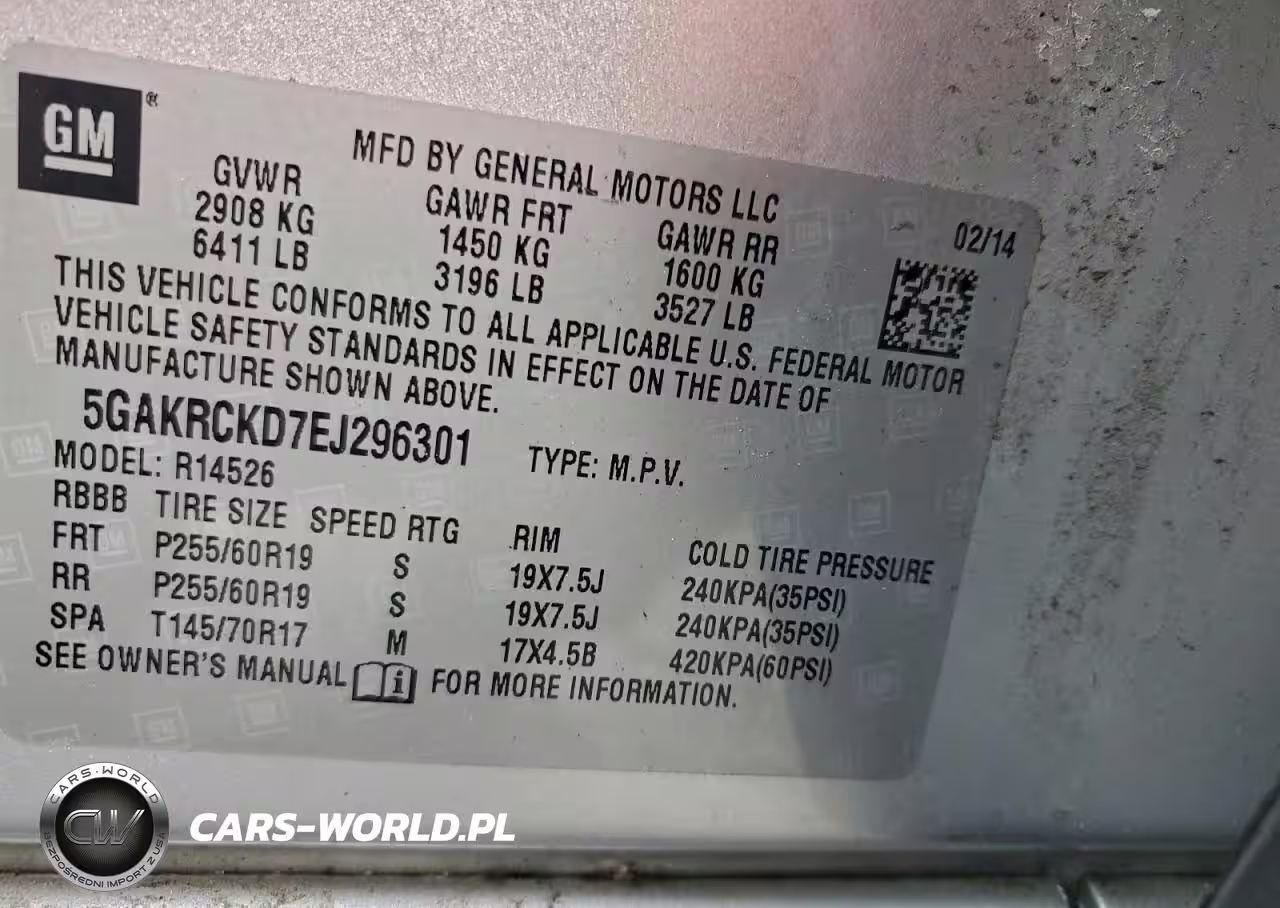 GM ®
MFD BY GENERAL MOTORS LLC
GVWR GAWR FRT GAWR RR 02/14
2908 KG 1450 KG 1600 KG
6411 LB 3196 LB 3527 LB
THIS VEHICLE CONFORMS TO ALL APPLICABLE U.S. FEDERAL MOTOR
VEHICLE SAFETY STANDARDS IN EFFECT ON THE DATE OF
MANUFACTURE SHOWN ABOVE.
5GAKRCKD7EJ296301 TYPE: M.P.V.
MODEL: R14526
RBBB TIRE SIZE SPEED RTG RIM COLD TIRE PRESSURE
FRT P255/60R19 S 19X7.5J 240KPA(35PSI)
RR P255/60R19 S 19X7.5J 240KPA(35PSI)
SPA T145/70R17 M 17X4.5B 420KPA(60PSI)
SEE OWNER'S MANUAL i FOR MORE INFORMATION.
CARS-WORLD
CW
BEZPOŚREDNI IMPORT Z USA
CARS-WORLD.PL